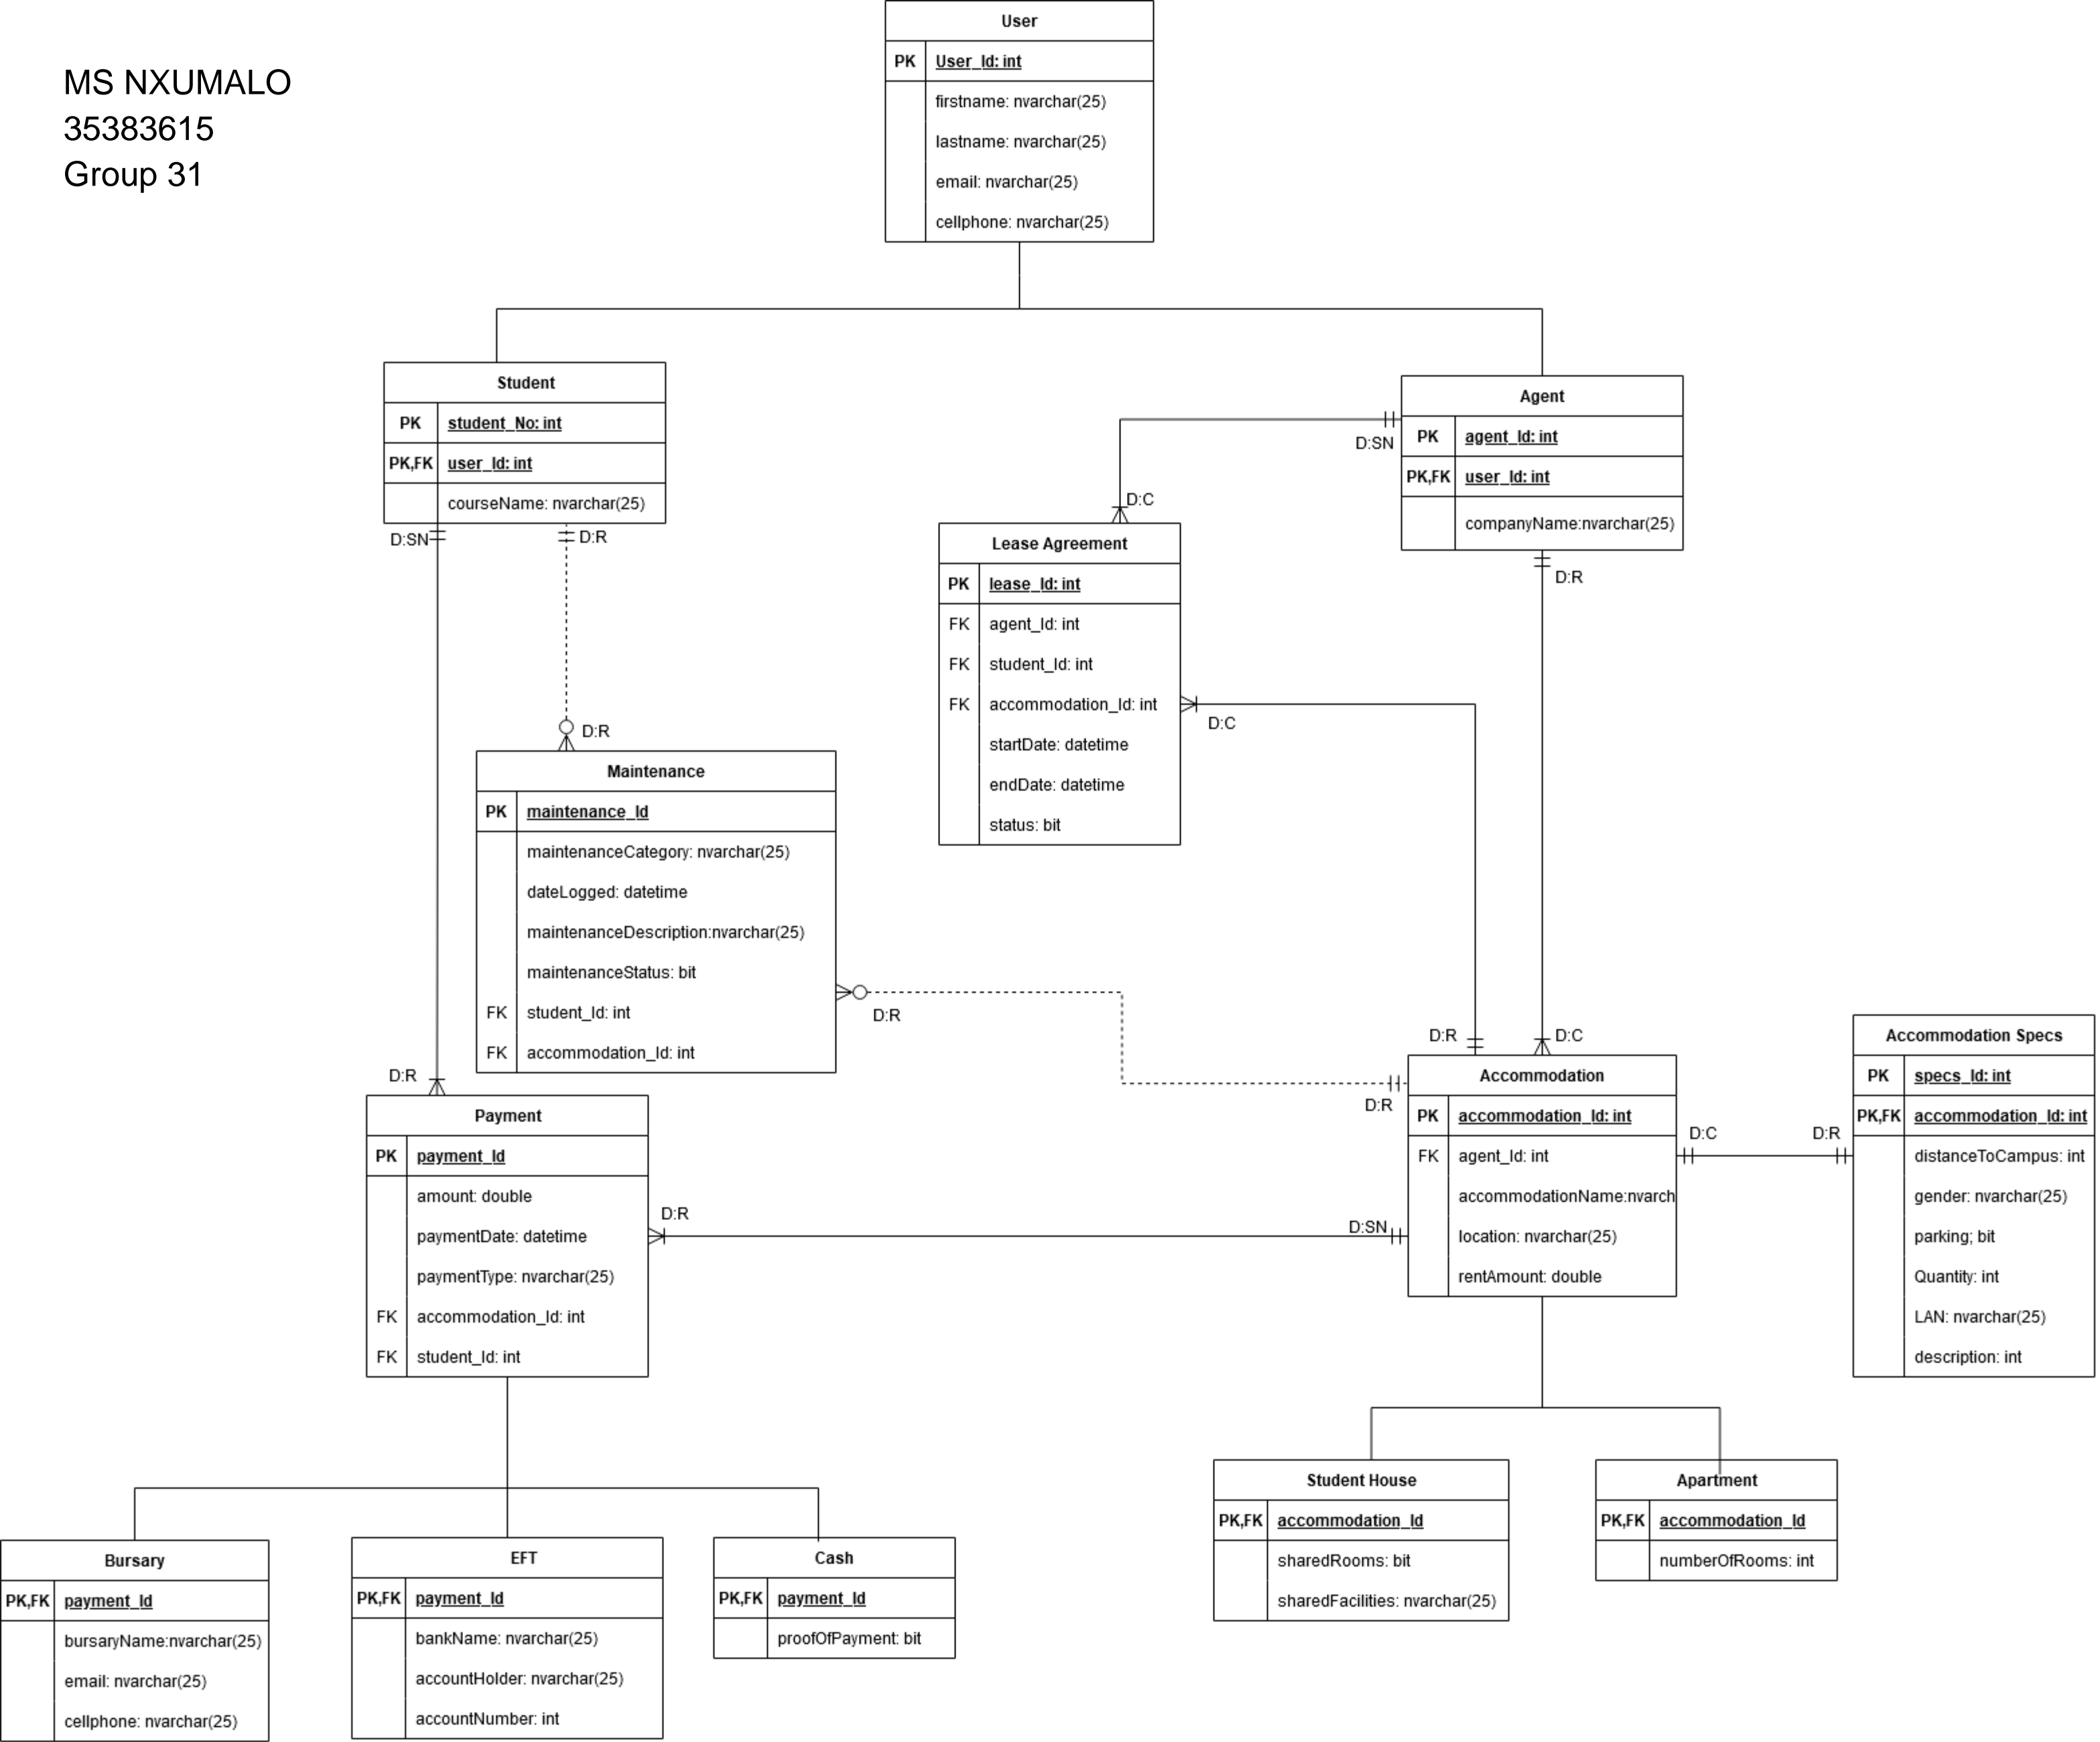 MS NXUMALO
35383615
Group 31
User
PK User_Id: int
firstname: nvarchar(25)
lastname: nvarchar(25)
email: nvarchar(25)
cellphone: nvarchar(25)
Student
PK student_No: int
PK,FK user_Id: int
courseName: nvarchar(25)
D:SN
D:R
Agent
PK agent_Id: int
PK,FK user_Id: int
companyName:nvarchar(25)
D:SN
D:R
D:C
Lease Agreement
PK lease_Id: int
FK agent_Id: int
FK student_Id: int
FK accommodation_Id: int
startDate: datetime
endDate: datetime
status: bit
D:C
D:R
Maintenance
PK maintenance_Id
maintenanceCategory: nvarchar(25)
dateLogged: datetime
maintenanceDescription:nvarchar(25)
maintenanceStatus: bit
FK student_Id: int
FK accommodation_Id: int
D:R
D:R
Payment
PK payment_Id
amount: double
paymentDate: datetime
paymentType: nvarchar(25)
FK accommodation_Id: int
FK student_Id: int
D:R
D:R
D:C
D:R
D:SN
Accommodation
PK accommodation_Id: int
FK agent_Id: int
accommodationName:nvarch
location: nvarchar(25)
rentAmount: double
D:C
D:R
Accommodation Specs
PK specs_Id: int
PK,FK accommodation_Id: int
distanceToCampus: int
gender: nvarchar(25)
parking; bit
Quantity: int
LAN: nvarchar(25)
description: int
Bursary
PK,FK payment_Id
bursaryName:nvarchar(25)
email: nvarchar(25)
cellphone: nvarchar(25)
EFT
PK,FK payment_Id
bankName: nvarchar(25)
accountHolder: nvarchar(25)
accountNumber: int
Cash
PK,FK payment_Id
proofOfPayment: bit
Student House
PK,FK accommodation_Id
sharedRooms: bit
sharedFacilities: nvarchar(25)
Apartment
PK,FK accommodation_Id
numberOfRooms: int